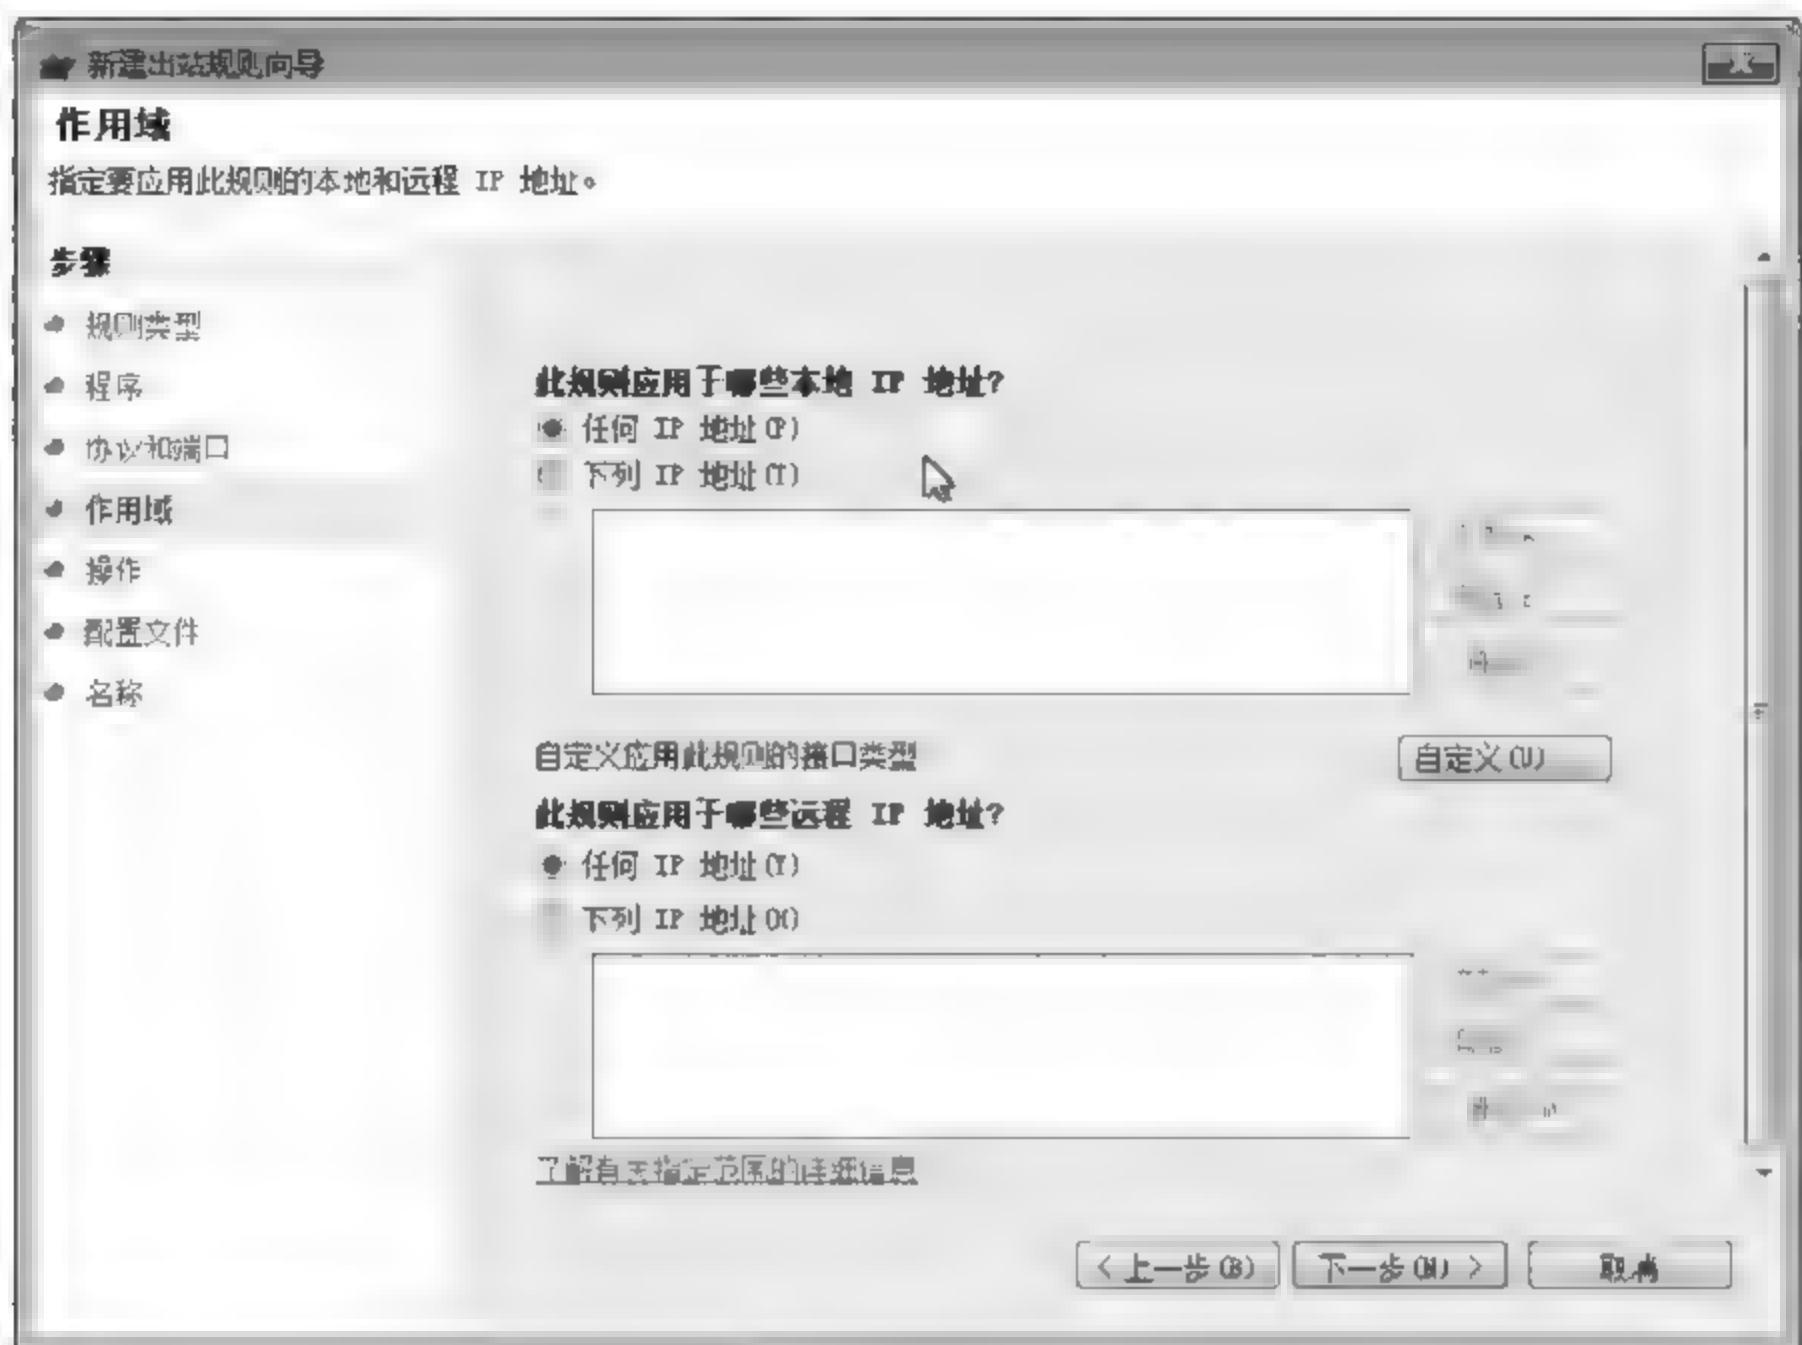 新建出站规则向导
作用域
指定要应用此规则的本地和远程 IP 地址。
步骤
规则类型
程序
协议和端口
作用域
操作
配置文件
名称
此规则应用于哪些本地 IP 地址?
任何 IP 地址(P)
下列 IP 地址(T)
自定义应用此规则的接口类型
自定义(U)
此规则应用于哪些远程 IP 地址?
任何 IP 地址(Y)
下列 IP 地址(H)
了解有关指定范围的详细信息
< 上一步(B)
下一步(N) >
取消